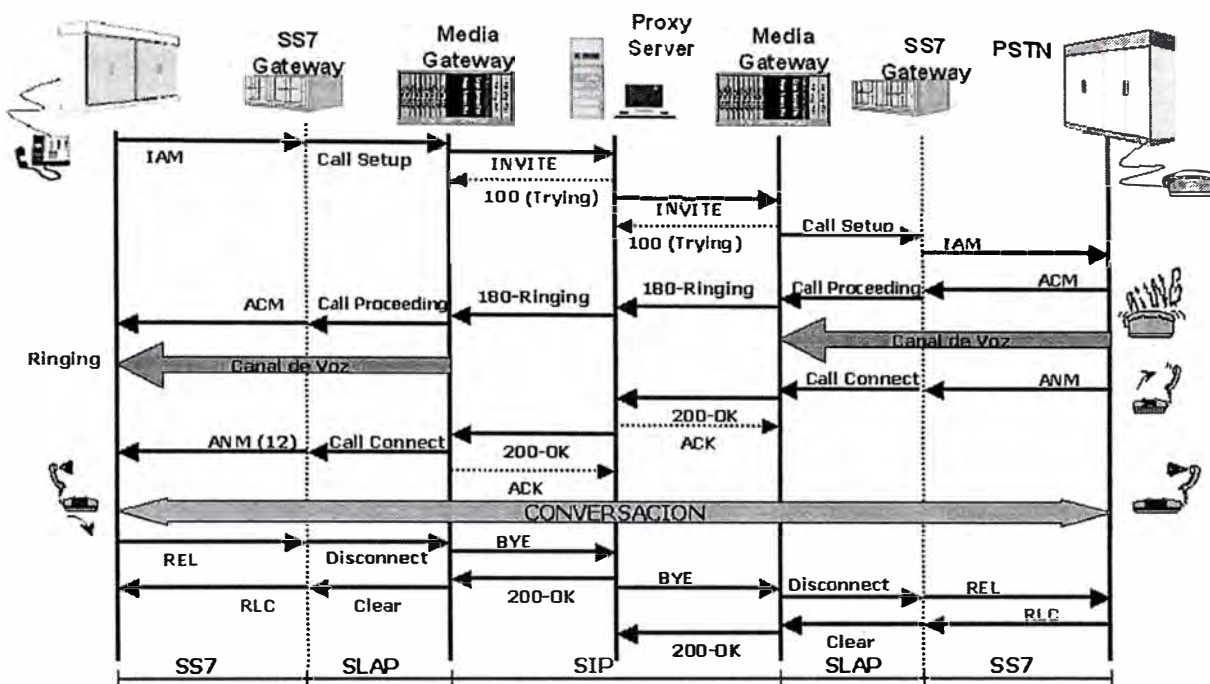 SS7
Gateway
Media
Gateway
Proxy
Server
Media
Gateway
SS7
Gateway
PSTN
IAM
Call Setup
INVITE
100 (Trying)
INVITE
100 (Trying)
Call Setup
IAM
ACM
Call Proceeding
180-Ringing
180-Ringing
Call Proceeding
ACM
Ringing
Canal de Voz
Canal de Voz
Call Connect
ANM
200-OK
ACK
ANM (12)
Call Connect
200-OK
ACK
CONVERSACION
REL
Disconnect
BYE
RLC
Clear
200-OK
BYE
Disconnect
REL
RLC
200-OK
Clear
SS7
SLAP
SIP
SLAP
SS7